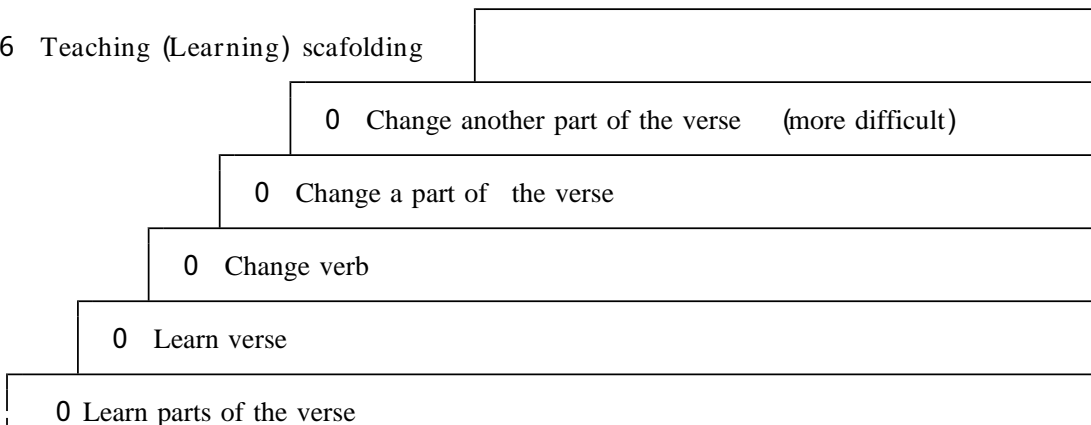 6 Teaching (Learning) scafolding
0 Change another part of the verse (more difficult)
0 Change a part of the verse
0 Change verb
0 Learn verse
0 Learn parts of the verse